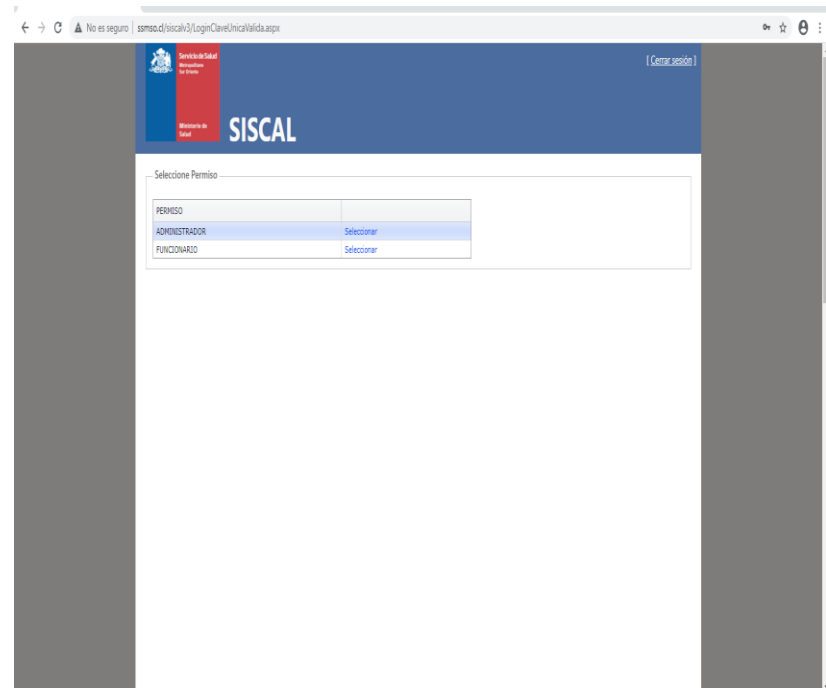 No es seguro | ssmso.cl/siscalv3/LoginClaveUnicaValida.aspx
Servicio de Salud
Metropolitano
Sur Oriente
[ Cerrar sesión ]
Ministerio de
Salud
SISCAL
Seleccione Permiso
PERMISO
ADMINISTRADOR Seleccionar
FUNCIONARIO Seleccionar